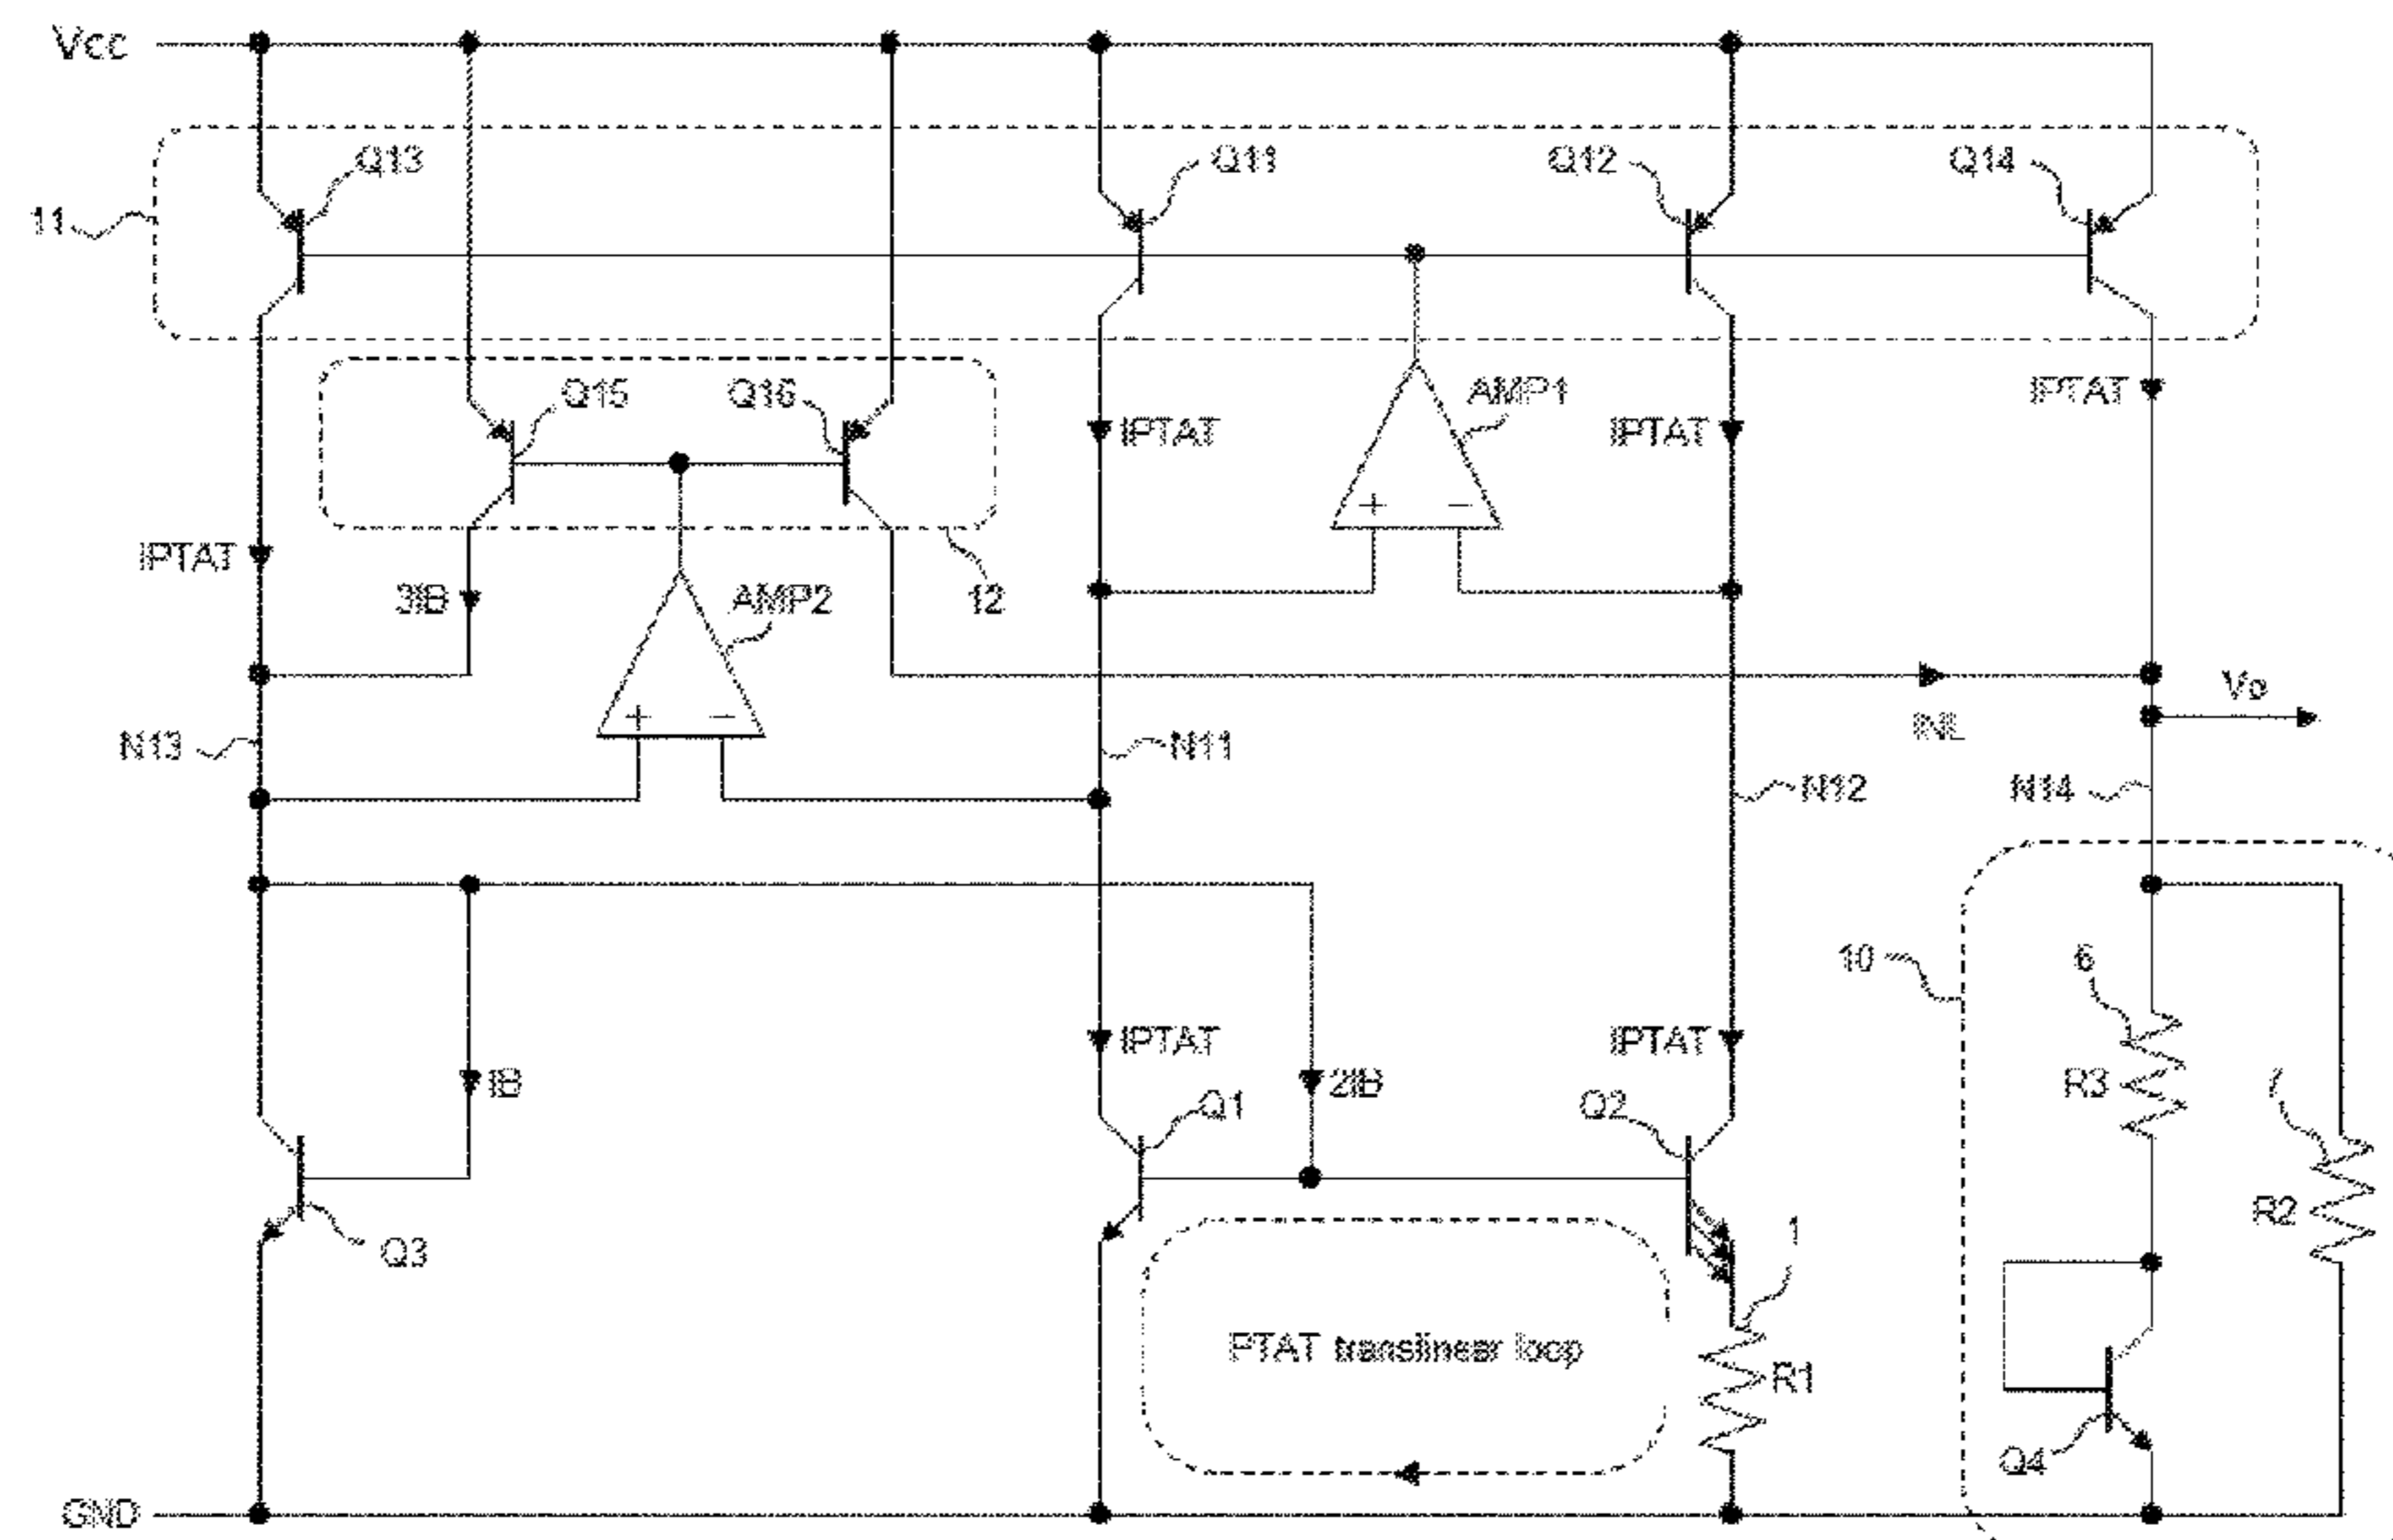 Vcc
Q13
Q11
Q12
Q14
11
Q15
Q16
AMP1
IPTAT
IPTAT
IPTAT
IPTAT
3IB
AMP2
12
+
-
+
-
N13
N11
INL
Vo
N12
N14
10
6
IPTAT
IPTAT
R3
7
IB
2IB
Q1
Q2
R2
Q3
1
PTAT translinear loop
R1
Q4
GND